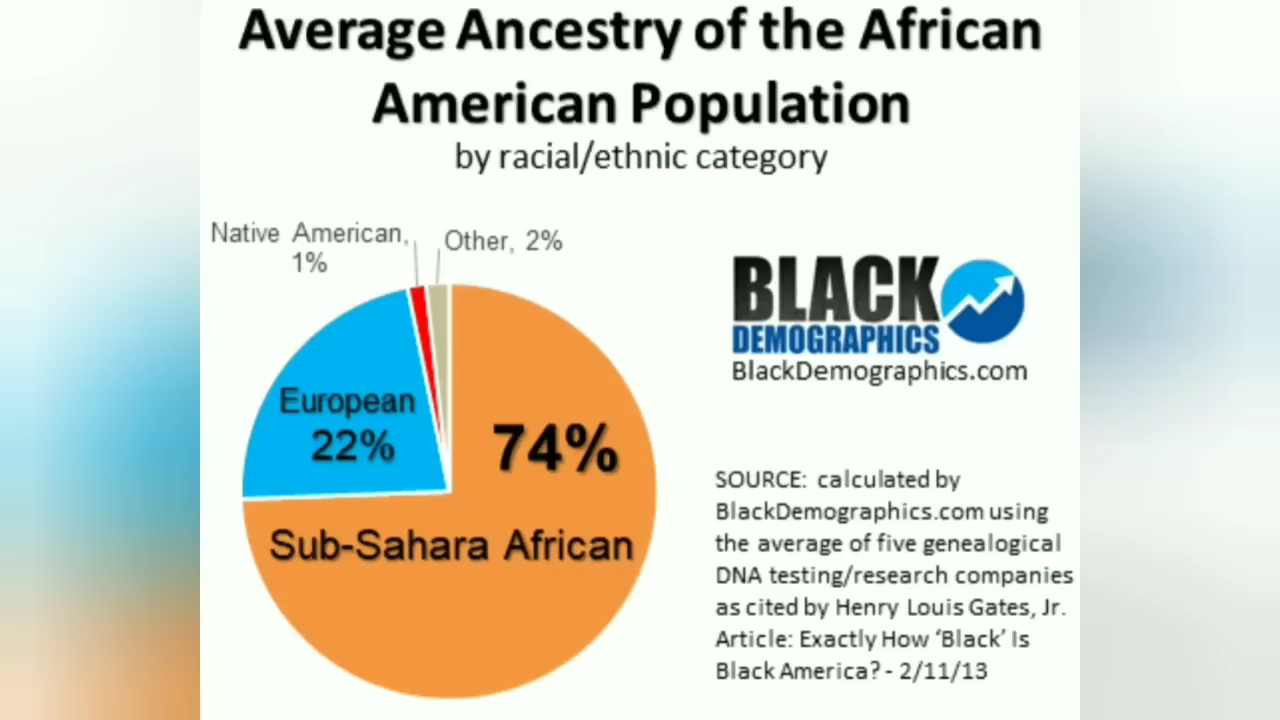 Average Ancestry of the African
American Population
by racial/ethnic category
Native American,
1%
Other, 2%
European
22%
74%
Sub-Sahara African
BLACK
DEMOGRAPHICS
BlackDemographics.com
SOURCE: calculated by
BlackDemographics.com using
the average of five genealogical
DNA testing/research companies
as cited by Henry Louis Gates, Jr.
Article: Exactly How ‘Black’ Is
Black America? - 2/11/13